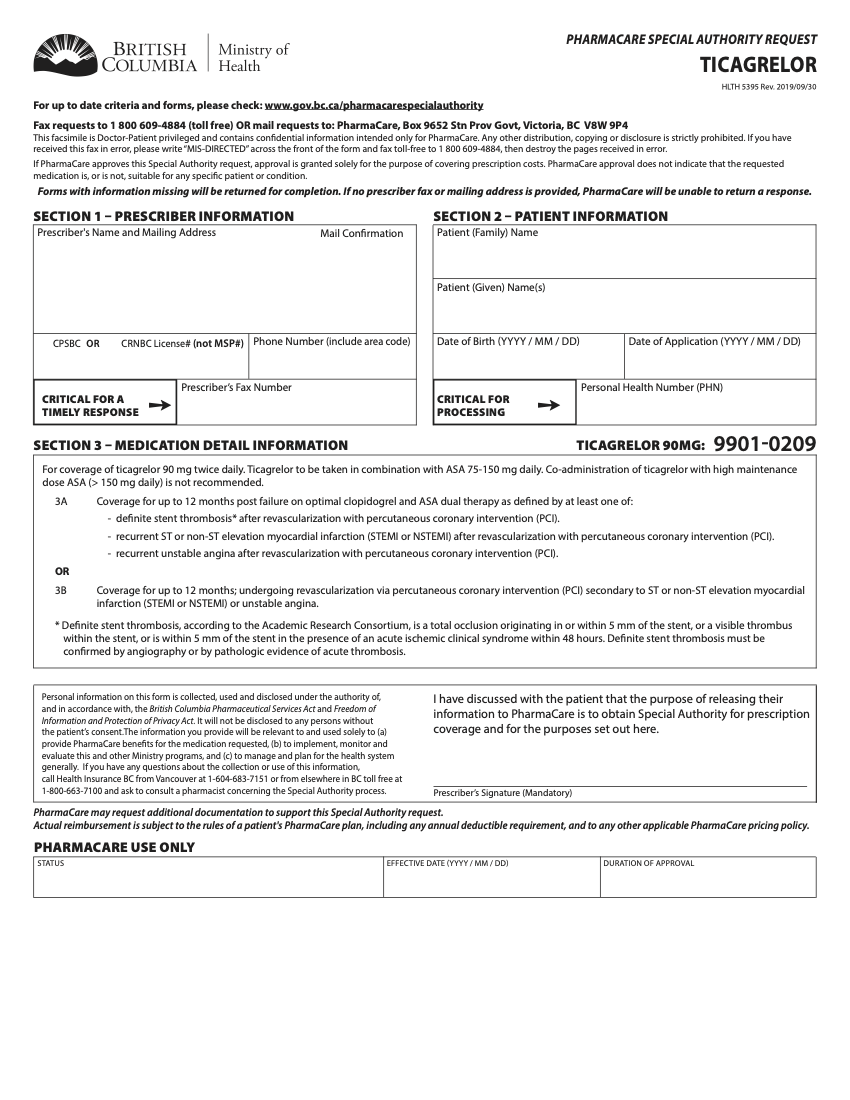 BRITISH
COLUMBIA
Ministry of
Health
PHARMACARE SPECIAL AUTHORITY REQUEST
TICAGRELOR
HLTH 5395 Rev. 2019/09/30
For up to date criteria and forms, please check: www.gov.bc.ca/pharmacarespecialauthority
Fax requests to 1 800 609-4884 (toll free) OR mail requests to: PharmaCare, Box 9652 Stn Prov Govt, Victoria, BC V8W 9P4
This facsimile is Doctor-Patient privileged and contains confidential information intended only for PharmaCare. Any other distribution, copying or disclosure is strictly prohibited. If you have
received this fax in error, please write “MIS-DIRECTED” across the front of the form and fax toll-free to 1 800 609-4884, then destroy the pages received in error.
If PharmaCare approves this Special Authority request, approval is granted solely for the purpose of covering prescription costs. PharmaCare approval does not indicate that the requested
medication is, or is not, suitable for any specific patient or condition.
Forms with information missing will be returned for completion. If no prescriber fax or mailing address is provided, PharmaCare will be unable to return a response.
SECTION 1 – PRESCRIBER INFORMATION
Prescriber's Name and Mailing Address
Mail Confirmation
CPSBC OR CRNBC License# (not MSP#)
Phone Number (include area code)
CRITICAL FOR A
TIMELY RESPONSE
Prescriber's Fax Number
SECTION 2 – PATIENT INFORMATION
Patient (Family) Name
Patient (Given) Name(s)
Date of Birth (YYYY / MM / DD)
Date of Application (YYYY / MM / DD)
CRITICAL FOR
PROCESSING
Personal Health Number (PHN)
SECTION 3 – MEDICATION DETAIL INFORMATION
TICAGRELOR 90MG: 9901-0209
For coverage of ticagrelor 90 mg twice daily. Ticagrelor to be taken in combination with ASA 75-150 mg daily. Co-administration of ticagrelor with high maintenance
dose ASA (> 150 mg daily) is not recommended.
3A Coverage for up to 12 months post failure on optimal clopidogrel and ASA dual therapy as defined by at least one of:
- definite stent thrombosis* after revascularization with percutaneous coronary intervention (PCI).
- recurrent ST or non-ST elevation myocardial infarction (STEMI or NSTEMI) after revascularization with percutaneous coronary intervention (PCI).
- recurrent unstable angina after revascularization with percutaneous coronary intervention (PCI).
OR
3B Coverage for up to 12 months; undergoing revascularization via percutaneous coronary intervention (PCI) secondary to ST or non-ST elevation myocardial
infarction (STEMI or NSTEMI) or unstable angina.
* Definite stent thrombosis, according to the Academic Research Consortium, is a total occlusion originating in or within 5 mm of the stent, or a visible thrombus
within the stent, or is within 5 mm of the stent in the presence of an acute ischemic clinical syndrome within 48 hours. Definite stent thrombosis must be
confirmed by angiography or by pathologic evidence of acute thrombosis.
Personal information on this form is collected, used and disclosed under the authority of,
and in accordance with, the British Columbia Pharmaceutical Services Act and Freedom of
Information and Protection of Privacy Act. It will not be disclosed to any persons without
the patient's consent.The information you provide will be relevant to and used solely to (a)
provide PharmaCare benefits for the medication requested, (b) to implement, monitor and
evaluate this and other Ministry programs, and (c) to manage and plan for the health system
generally. If you have any questions about the collection or use of this information,
call Health Insurance BC from Vancouver at 1-604-683-7151 or from elsewhere in BC toll free at
1-800-663-7100 and ask to consult a pharmacist concerning the Special Authority process.
I have discussed with the patient that the purpose of releasing their
information to PharmaCare is to obtain Special Authority for prescription
coverage and for the purposes set out here.
Prescriber's Signature (Mandatory)
PharmaCare may request additional documentation to support this Special Authority request.
Actual reimbursement is subject to the rules of a patient's PharmaCare plan, including any annual deductible requirement, and to any other applicable PharmaCare pricing policy.
PHARMACARE USE ONLY
STATUS
EFFECTIVE DATE (YYYY / MM / DD)
DURATION OF APPROVAL